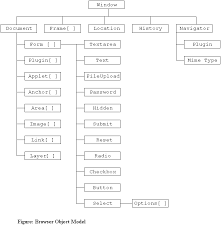 Window
Document Frame[ ] Location History Navigator
Form [ ] Textarea Plugin
Plugin[ ] Text Mime Type
Applet[ ] FileUpload
Anchor[ ] Password
Area[ ] Hidden
Image[ ] Submit
Link[ ] Reset
Layer[ ] Radio
Checkbox
Button
Select Options[ ]
Figure: Browser Object Model